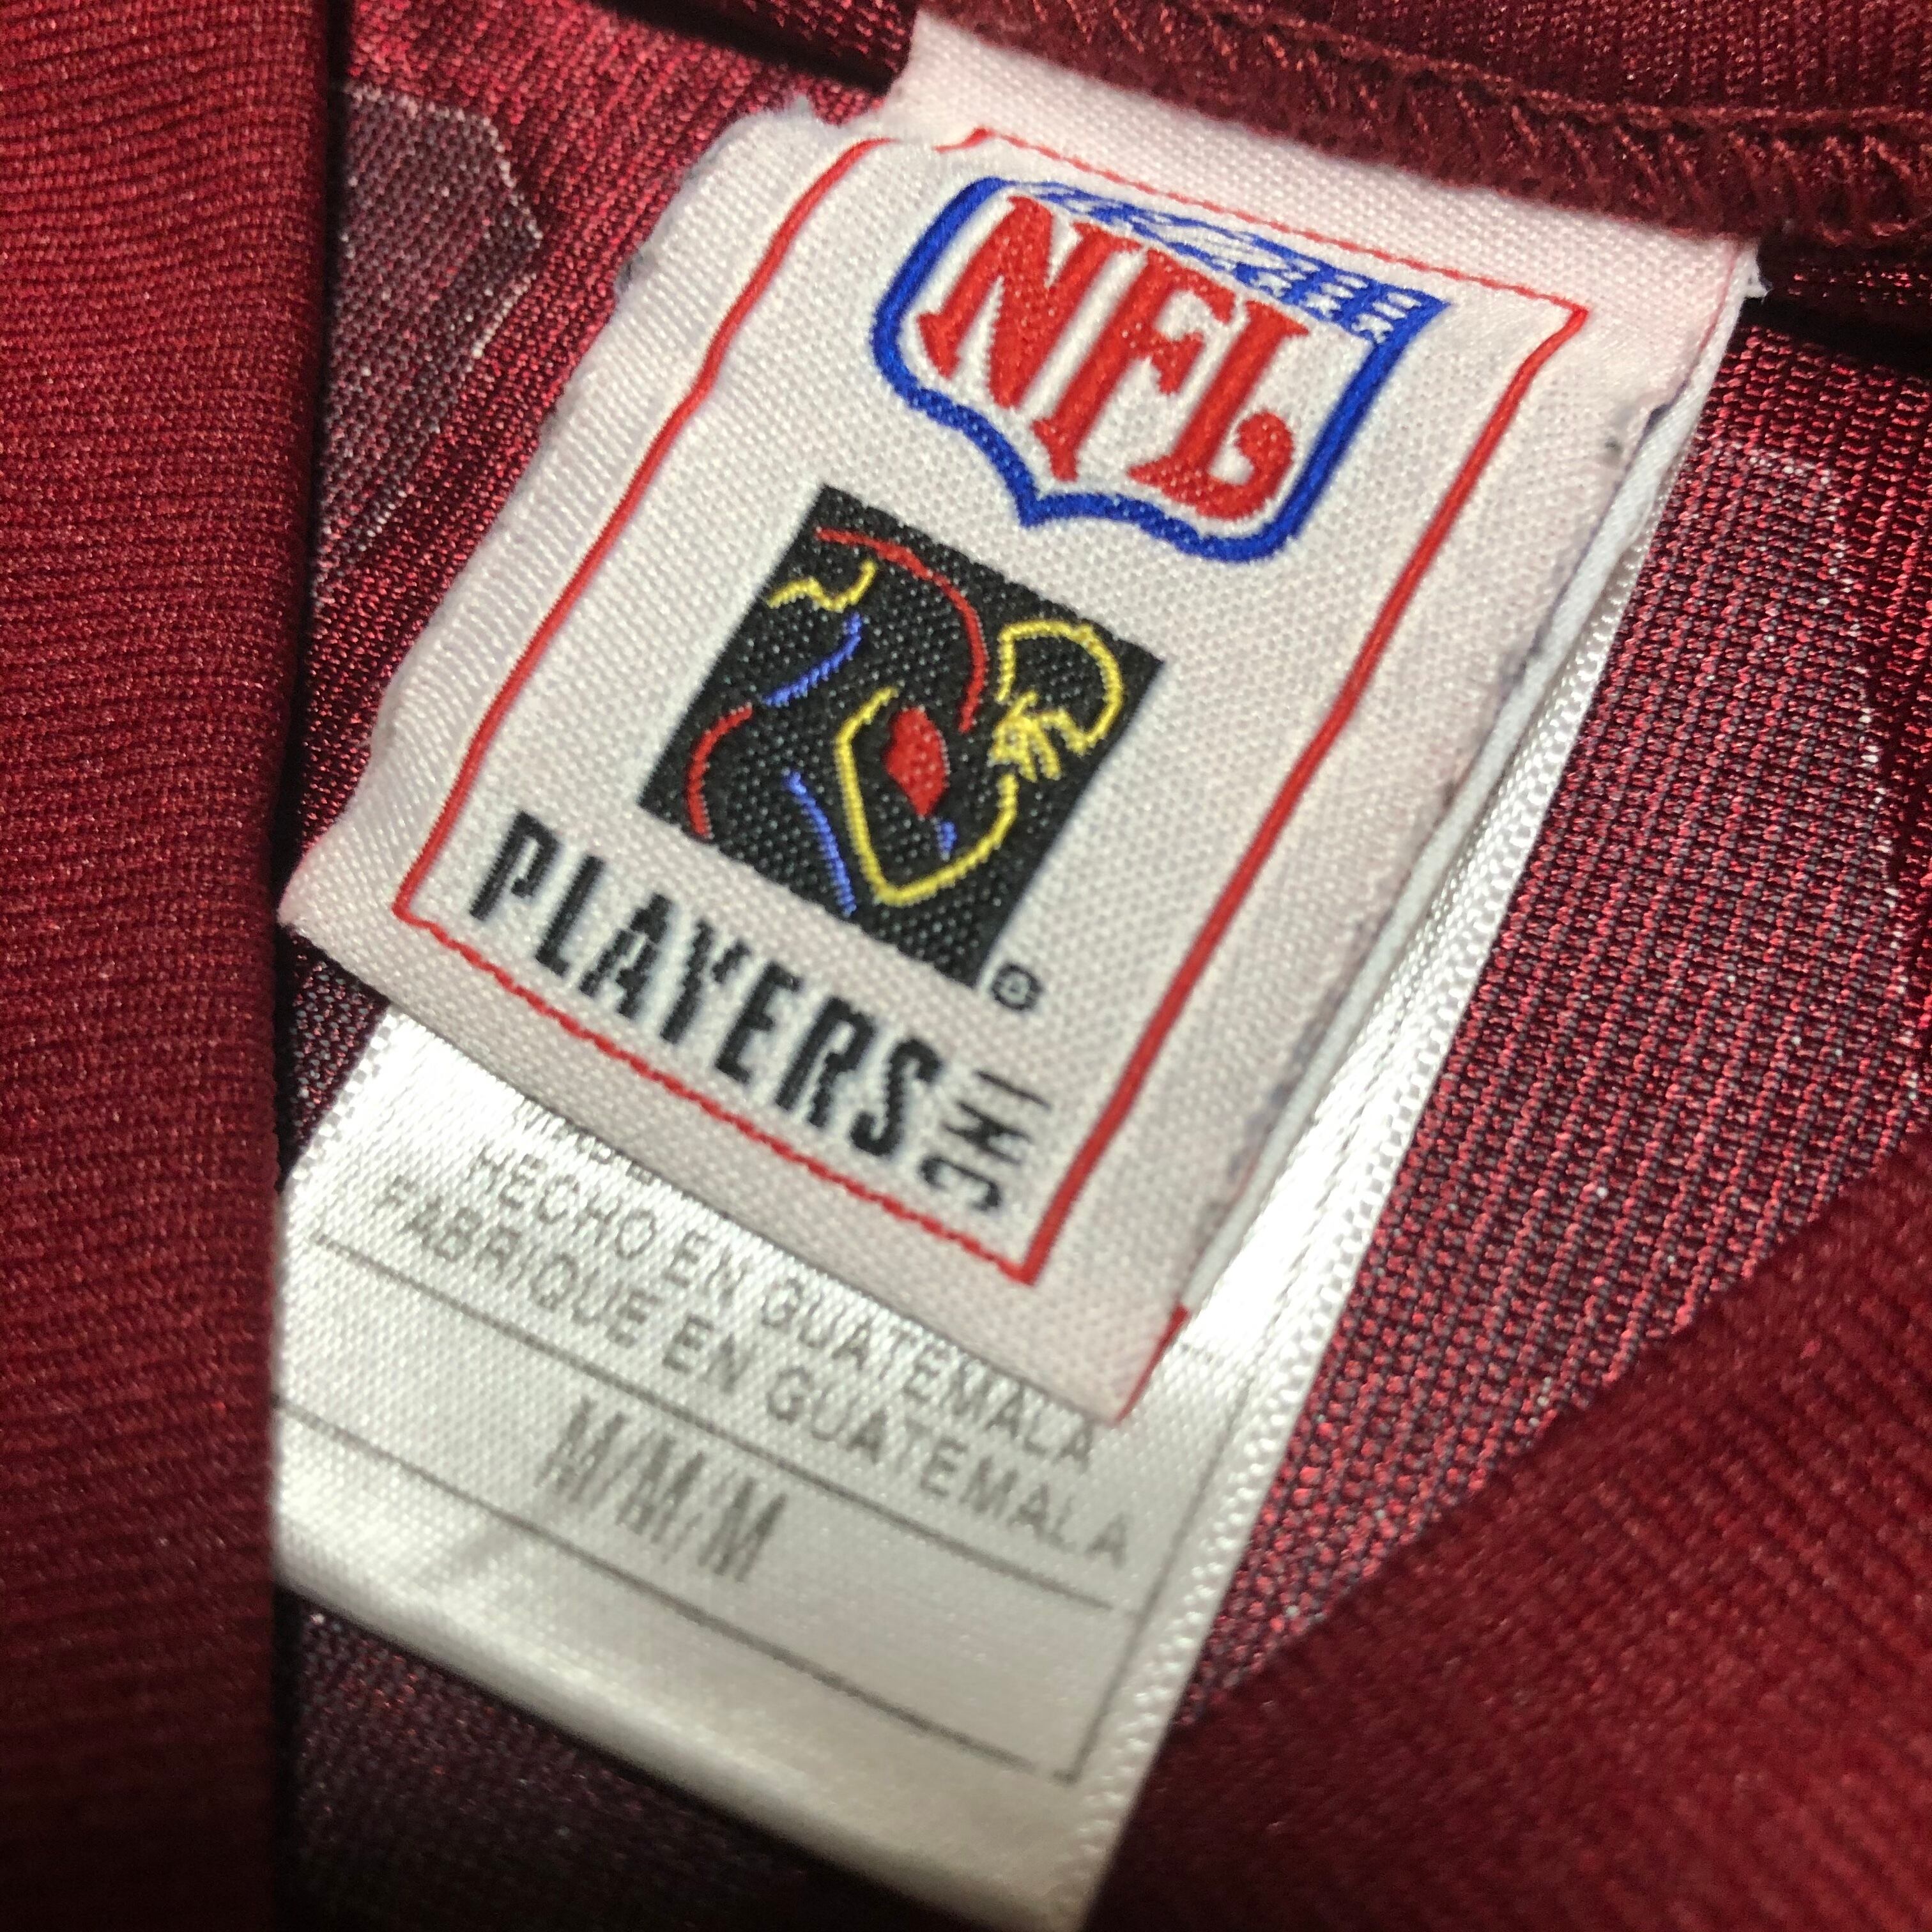 NFL
®
PLAYERS INC
HECHO EN GUATEMALA
FABRIQUE EN GUATEMALA
M/M/M